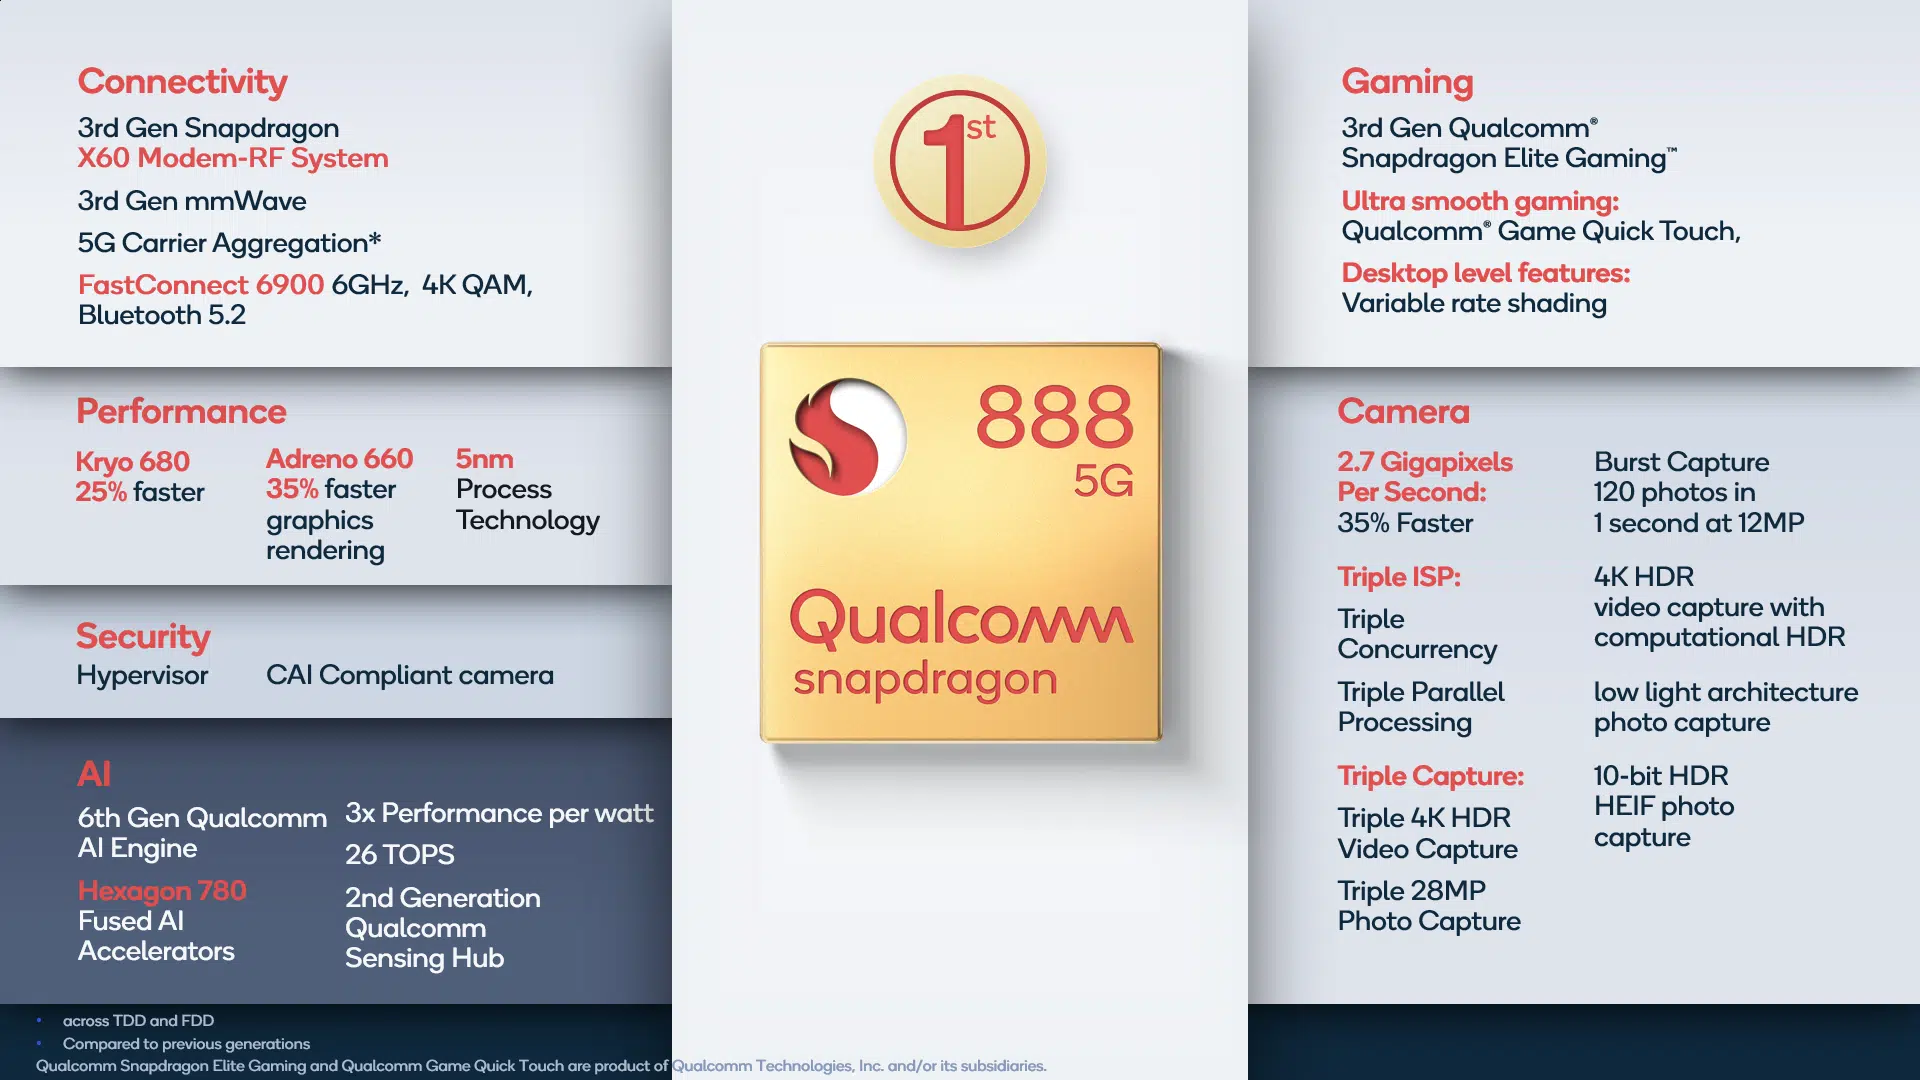 Connectivity
3rd Gen Snapdragon
X60 Modem-RF System
3rd Gen mmWave
5G Carrier Aggregation*
FastConnect 6900 6GHz, 4K QAM,
Bluetooth 5.2
Performance
Kryo 680
25% faster
Adreno 660
35% faster
graphics
rendering
5nm
Process
Technology
Security
Hypervisor
CAI Compliant camera
AI
6th Gen Qualcomm
AI Engine
Hexagon 780
Fused AI
Accelerators
3x Performance per watt
26 TOPS
2nd Generation
Qualcomm
Sensing Hub
1st
888
5G
Qualcomm
snapdragon
Gaming
3rd Gen Qualcomm®
Snapdragon Elite Gaming™
Ultra smooth gaming:
Qualcomm® Game Quick Touch,
Desktop level features:
Variable rate shading
Camera
2.7 Gigapixels
Per Second:
35% Faster
Triple ISP:
Triple
Concurrency
Triple Parallel
Processing
Triple Capture:
Triple 4K HDR
Video Capture
Triple 28MP
Photo Capture
Burst Capture
120 photos in
1 second at 12MP
4K HDR
video capture with
computational HDR
low light architecture
photo capture
10-bit HDR
HEIF photo
capture
• across TDD and FDD
• Compared to previous generations
Qualcomm Snapdragon Elite Gaming and Qualcomm Game Quick Touch are product of Qualcomm Technologies, Inc. and/or its subsidiaries.